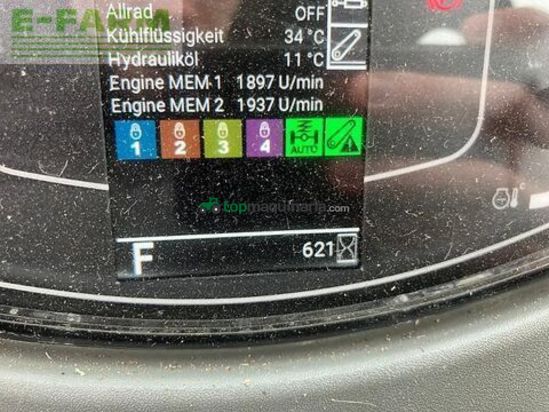 E-FARM
Allrad OFF
Kühlflüssigkeit 34 °C
Hydrauliköl 11 °C
Engine MEM 1 1897 U/min
Engine MEM 2 1937 U/min
1 2 3 4 AUTO
topmaquinaria.com
F 621